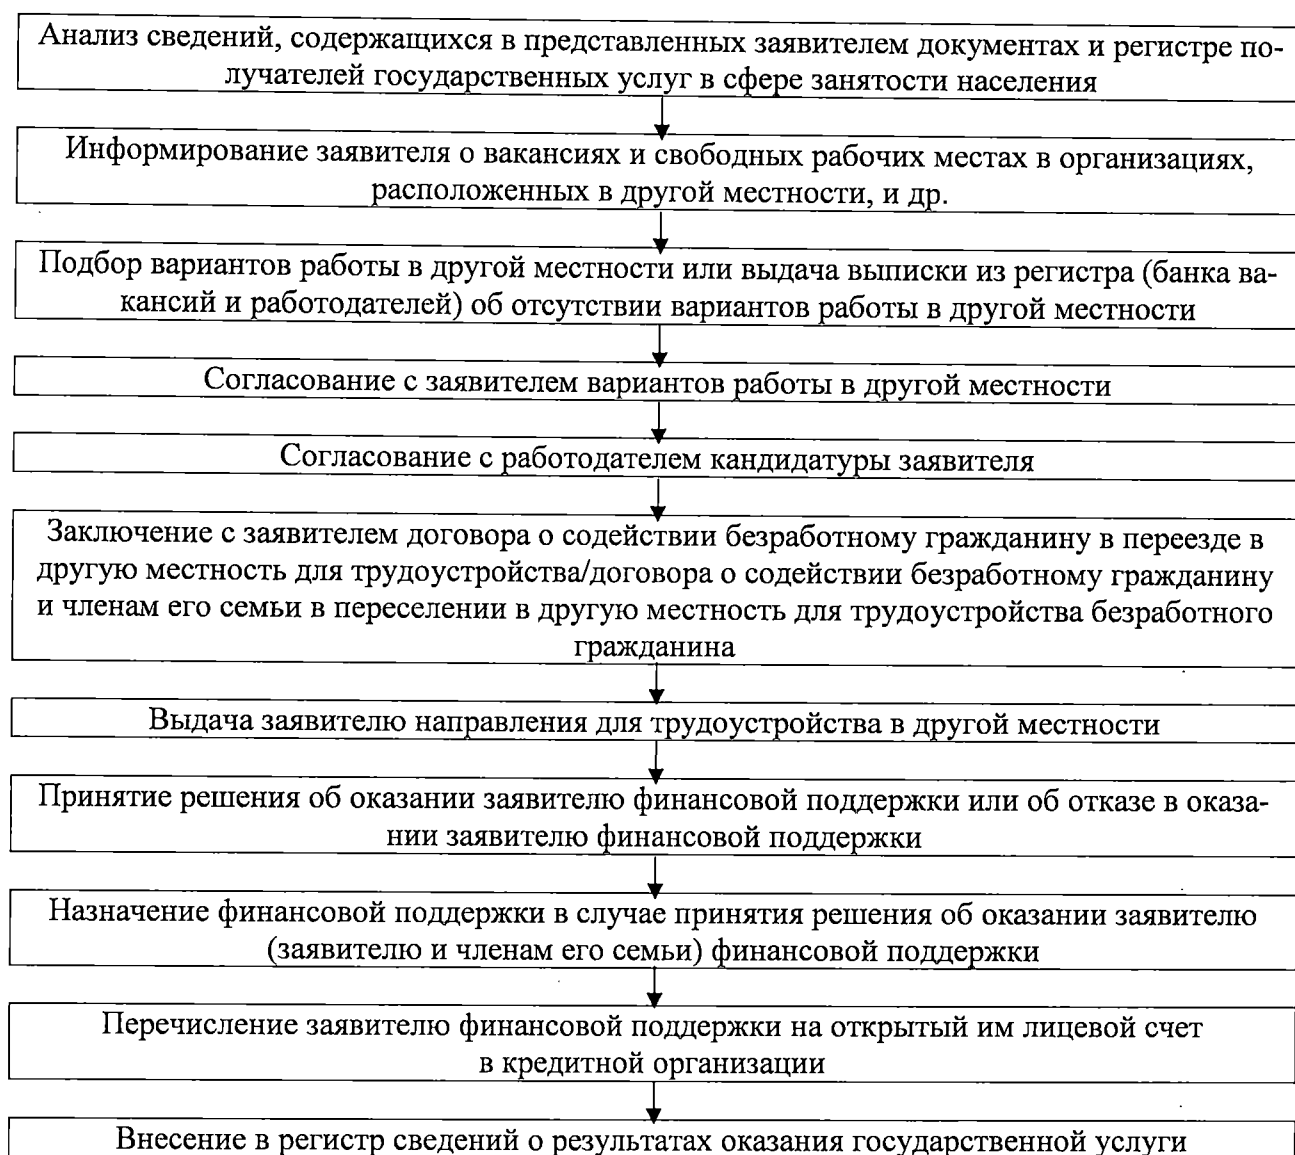 Анализ сведений, содержащихся в представленных заявителем документах и регистре по-
лучателей государственных услуг в сфере занятости населения
Информирование заявителя о вакансиях и свободных рабочих местах в организациях,
расположенных в другой местности, и др.
Подбор вариантов работы в другой местности или выдача выписки из регистра (банка ва-
кансий и работодателей) об отсутствии вариантов работы в другой местности
Согласование с заявителем вариантов работы в другой местности
Согласование с работодателем кандидатуры заявителя
Заключение с заявителем договора о содействии безработному гражданину в переезде в
другую местность для трудоустройства/договора о содействии безработному гражданину
и членам его семьи в переселении в другую местность для трудоустройства безработного
гражданина
Выдача заявителю направления для трудоустройства в другой местности
Принятие решения об оказании заявителю финансовой поддержки или об отказе в оказа-
нии заявителю финансовой поддержки
Назначение финансовой поддержки в случае принятия решения об оказании заявителю
(заявителю и членам его семьи) финансовой поддержки
Перечисление заявителю финансовой поддержки на открытый им лицевой счет
в кредитной организации
Внесение в регистр сведений о результатах оказания государственной услуги